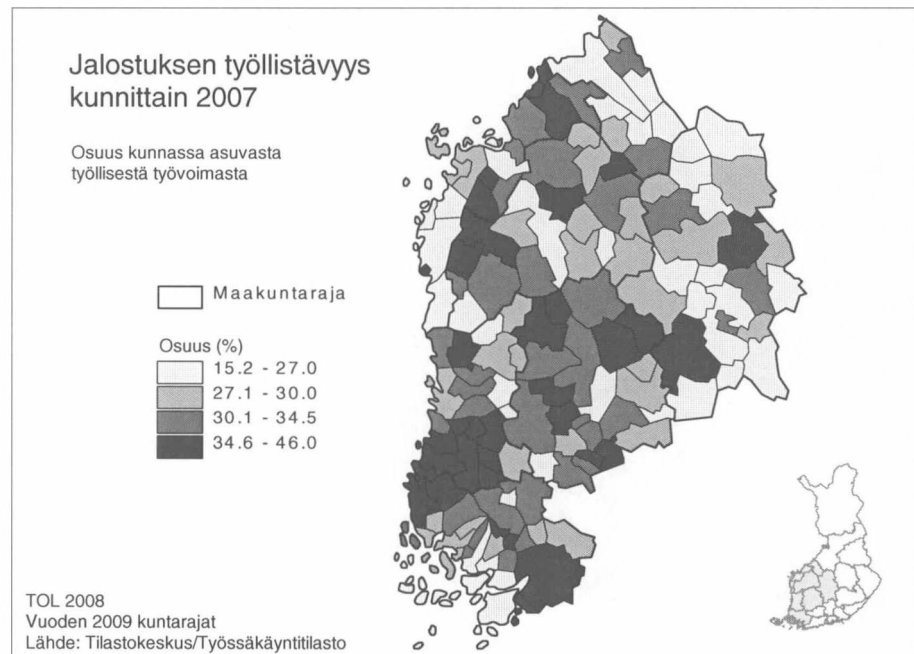 Jalostuksen työllistävyys
kunnittain 2007
Osuus kunnassa asuvasta
työllisestä työvoimasta
Maakuntaraja
Osuus (%)
15.2 - 27.0
27.1 - 30.0
30.1 - 34.5
34.6 - 46.0
TOL 2008
Vuoden 2009 kuntarajat
Lähde: Tilastokeskus/Työssäkäyntitilasto